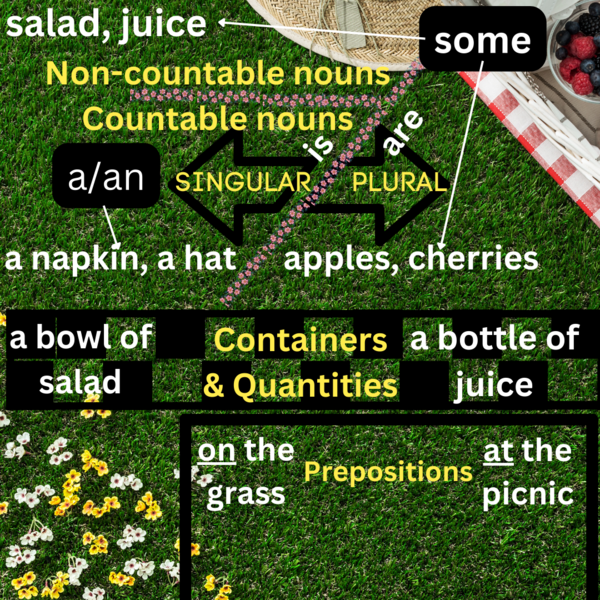 salad, juice
some
Non-countable nouns
Countable nouns
is
are
a/an
SINGULAR
PLURAL
a napkin, a hat
apples, cherries
a bowl of
salad
Containers
& Quantities
a bottle of
juice
on the
grass
Prepositions
at the
picnic